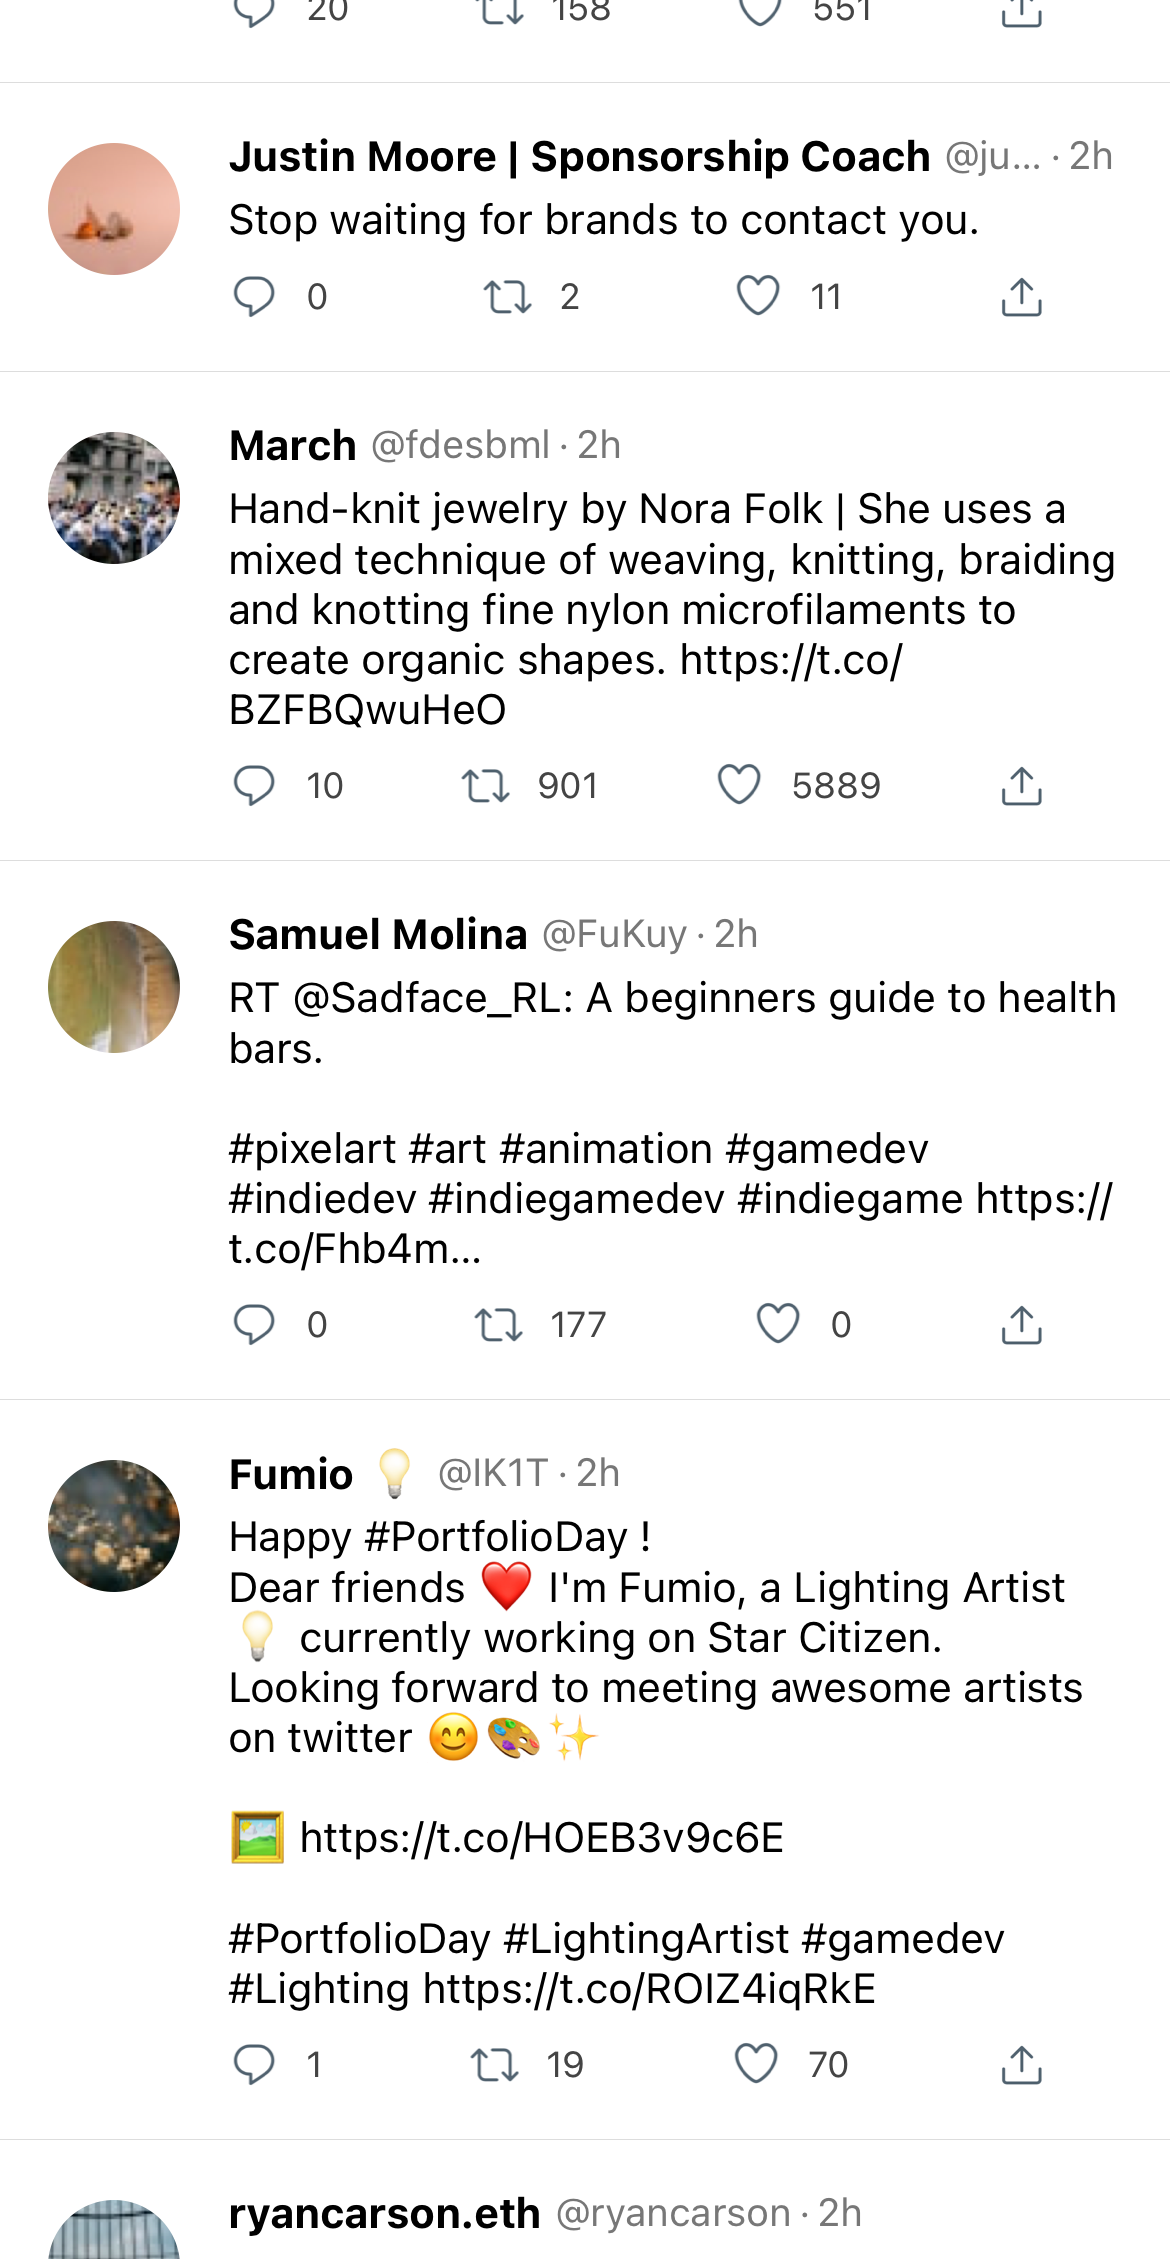 20 158 551
Justin Moore | Sponsorship Coach @ju... · 2h
Stop waiting for brands to contact you.
0 2 11
March @fdesbml · 2h
Hand-knit jewelry by Nora Folk | She uses a
mixed technique of weaving, knitting, braiding
and knotting fine nylon microfilaments to
create organic shapes. https://t.co/
BZFBQwuHeO
10 901 5889
Samuel Molina @FuKuy · 2h
RT @Sadface_RL: A beginners guide to health
bars.
#pixelart #art #animation #gamedev
#indiedev #indiegamedev #indiegame https://
t.co/Fhb4m...
0 177 0
Fumio 💡 @IK1T · 2h
Happy #PortfolioDay !
Dear friends ❤️ I'm Fumio, a Lighting Artist
💡 currently working on Star Citizen.
Looking forward to meeting awesome artists
on twitter 😊🎨✨
🖼️ https://t.co/HOEB3v9c6E
#PortfolioDay #LightingArtist #gamedev
#Lighting https://t.co/ROIZ4iqRkE
1 19 70
ryancarson.eth @ryancarson · 2h